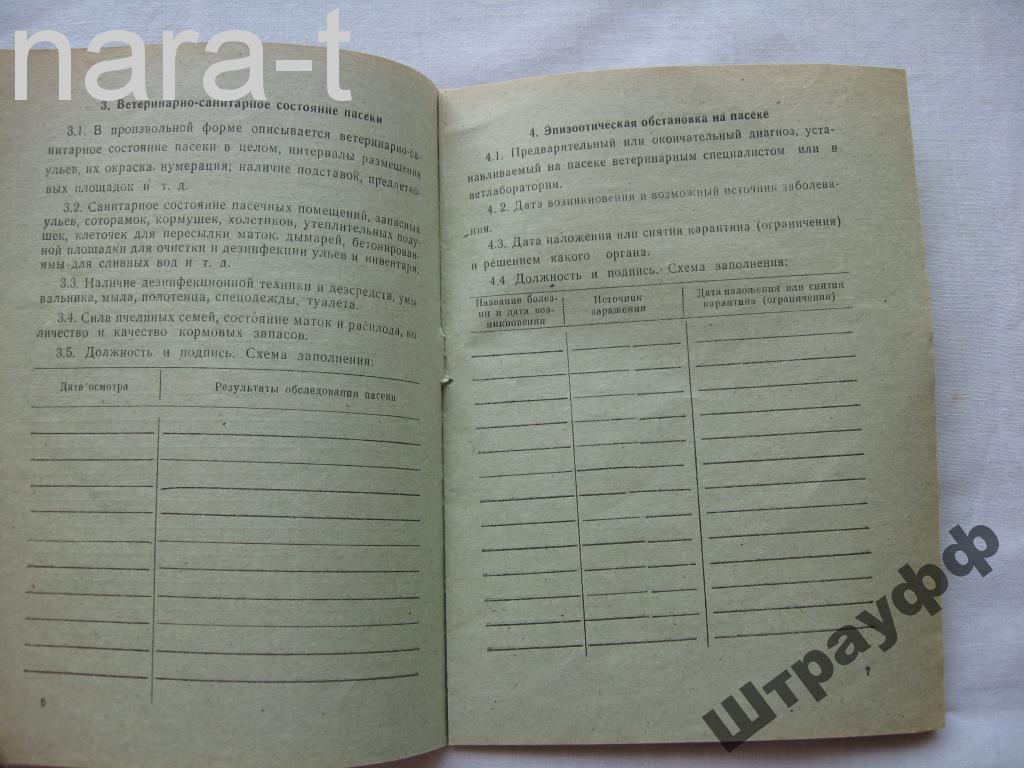 nara-t
3. Ветеринарно-санитарное состояние пасеки
3.1. В произвольной форме описывается ветеринарно-са-
нитарное состояние пасеки в целом, интервалы размещения
ульев, их окраска, нумерация; наличие подставок, предлетко-
вых площадок и т. д.
3.2. Санитарное состояние пасечных помещений, запасных
ульев, соторамок, кормушек, холстиков, утеплительных поду-
шек, клеточек для пересылки маток, дымарей, бетонирован-
ной площадки для очистки и дезинфекции ульев и инвентаря;
ямы для сливных вод и т. д.
3.3. Наличие дезинфекционной техники и дезсредств, умы-
вальника, мыла, полотенца, спецодежды, туалета.
3.4. Сила пчелиных семей, состояние маток и расплода, ко-
личество и качество кормовых запасов.
3.5. Должность и подпись. Схема заполнения:
Дата осмотра
Результаты обследования пасеки
6
4. Эпизоотическая обстановка на пасеке
4.1. Предварительный или окончательный диагноз, уста-
навливаемый на пасеке ветеринарным специалистом или в
ветлаборатории.
4. 2. Дата возникновения и возможный источник заболева-
ния.
4.3. Дата наложения или снятия карантина (ограничения)
и решением какого органа.
4.4 Должность и подпись. Схема заполнения:
Название болез-
ни и дата воз-
никновения
Источник
заражения
Дата наложения или снятия
карантина (ограничения)
7
Штрауфф